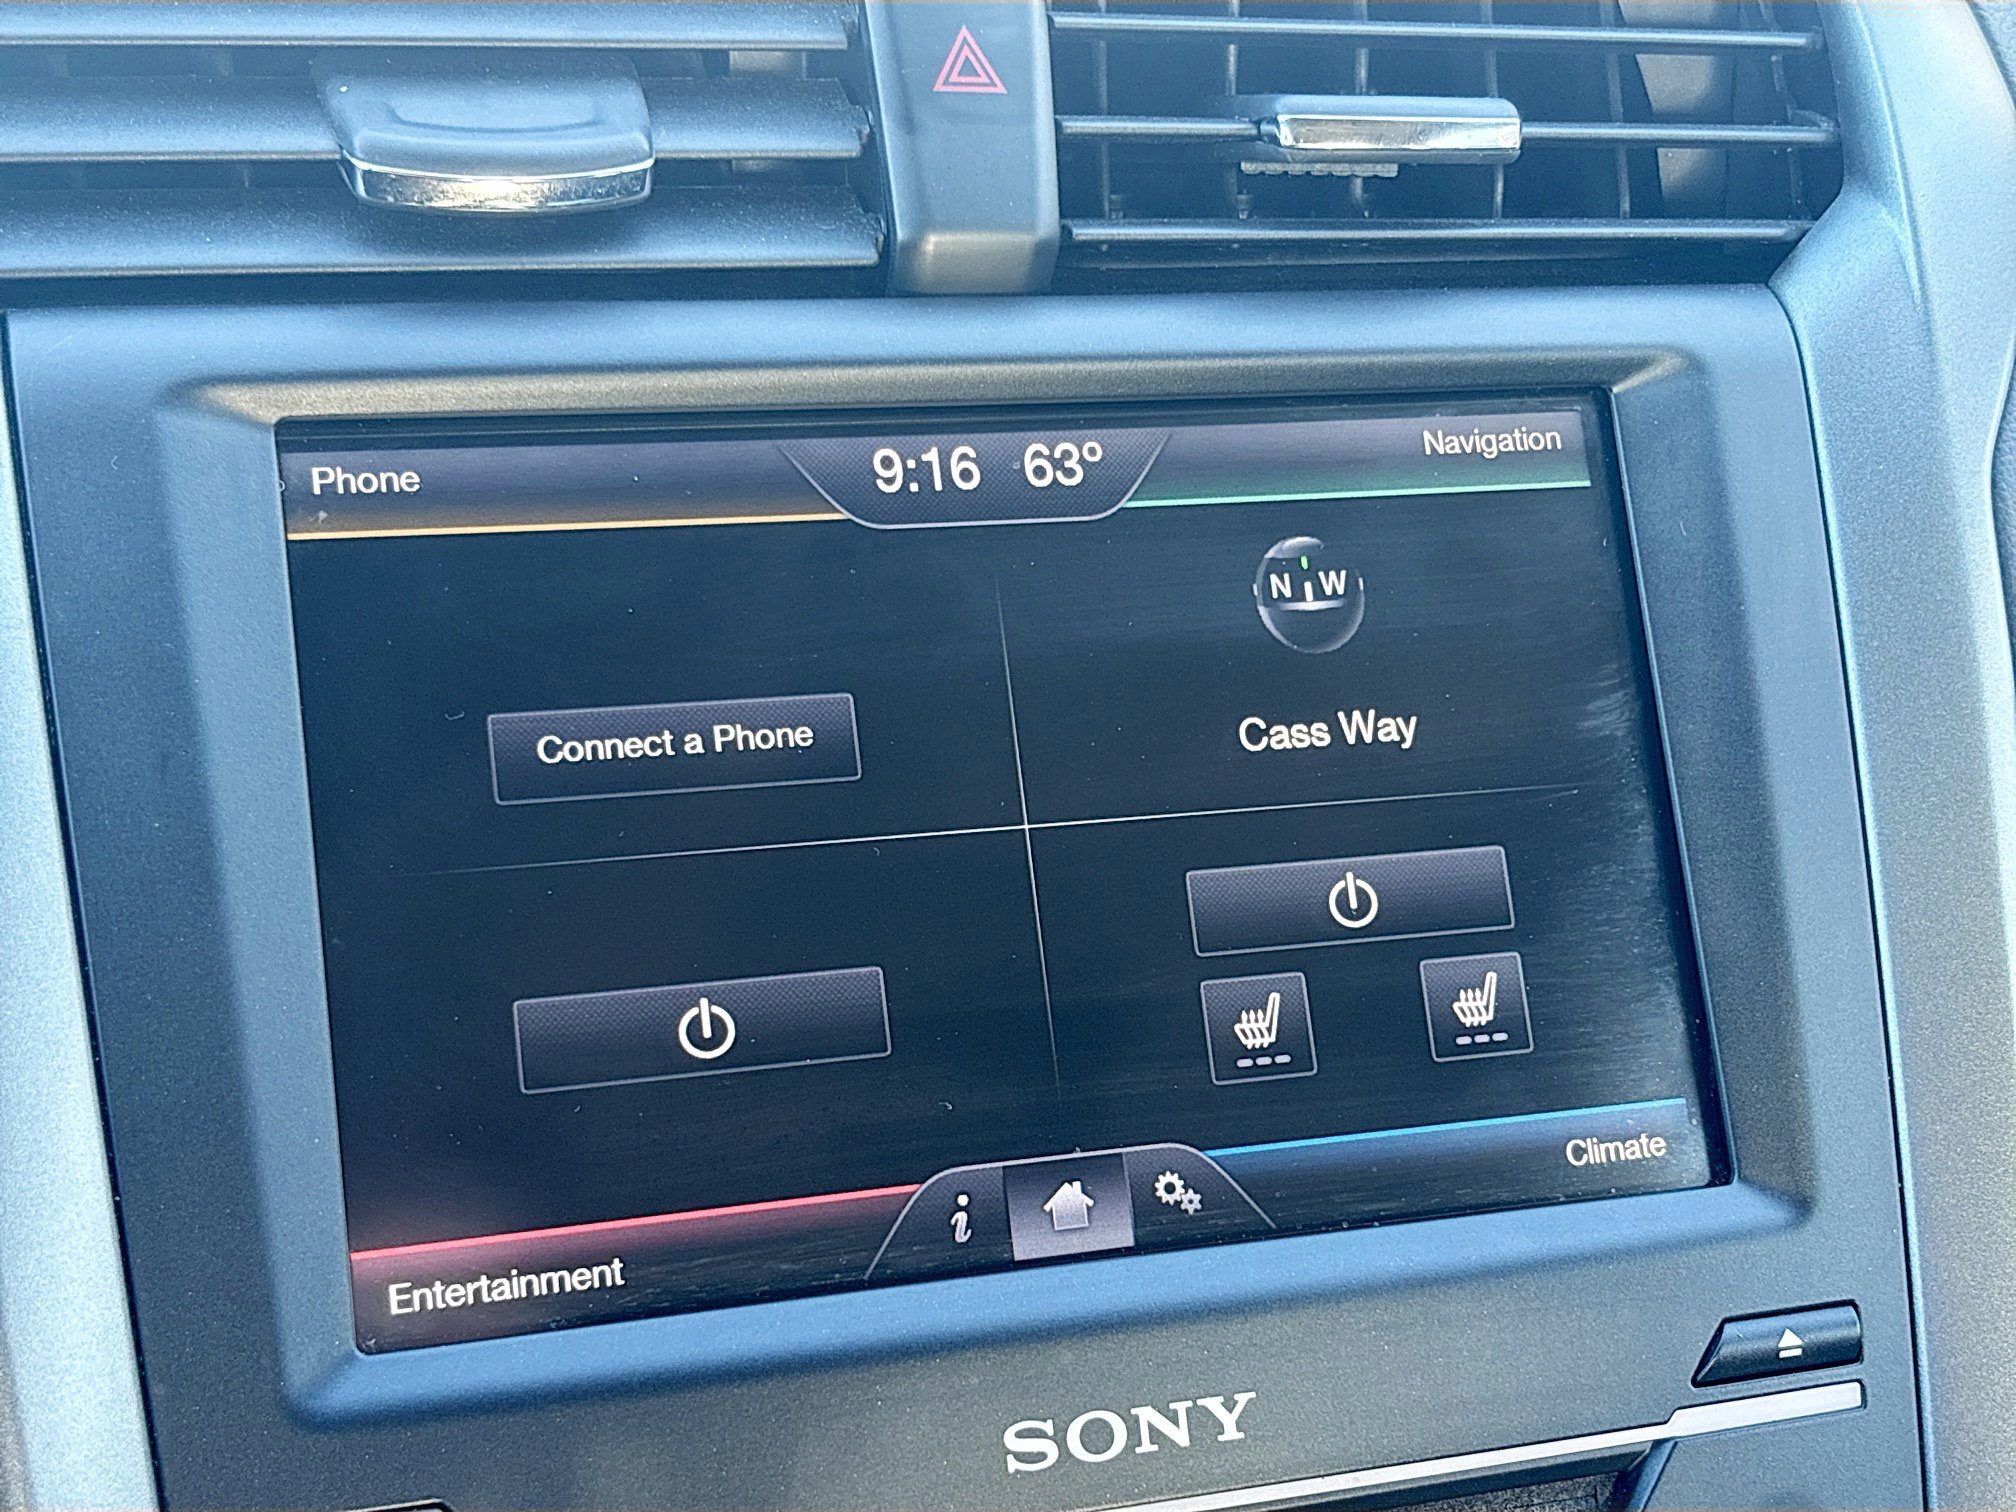 Phone
9:16 63°
Navigation
N W
Connect a Phone
Cass Way
Climate
Entertainment
i
SONY